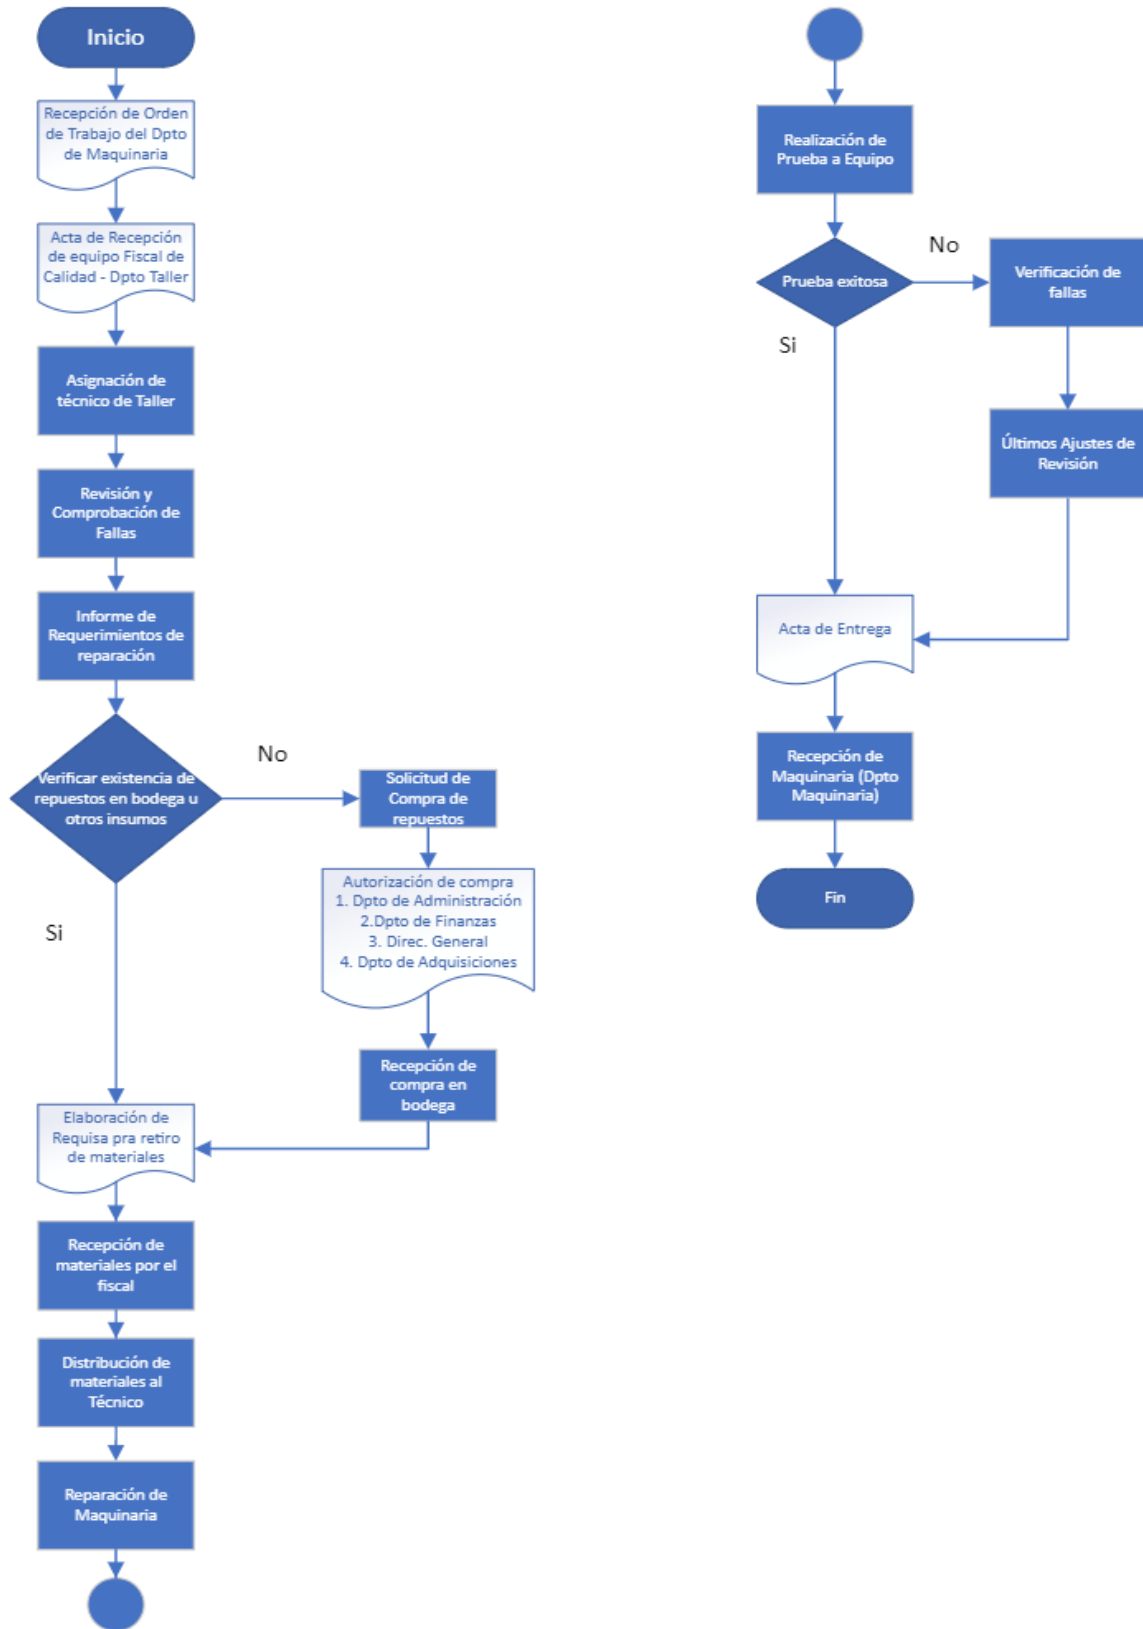 Inicio
Recepción de Orden
de Trabajo del Dpto
de Maquinaria
Acta de Recepción
de equipo Fiscal de
Calidad - Dpto Taller
Asignación de
técnico de Taller
Revisión y
Comprobación de
Fallas
Informe de
Requerimientos de
reparación
Verificar existencia de
repuestos en bodega u
otros insumos
No
Si
Solicitud de
Compra de
repuestos
Autorización de compra
1. Dpto de Administración
2.Dpto de Finanzas
3. Direc. General
4. Dpto de Adquisiciones
Recepción de
compra en
bodega
Elaboración de
Requisa pra retiro
de materiales
Recepción de
materiales por el
fiscal
Distribución de
materiales al
Técnico
Reparación de
Maquinaria
Realización de
Prueba a Equipo
Prueba exitosa
No
Si
Verificación de
fallas
Últimos Ajustes de
Revisión
Acta de Entrega
Recepción de
Maquinaria (Dpto
Maquinaria)
Fin